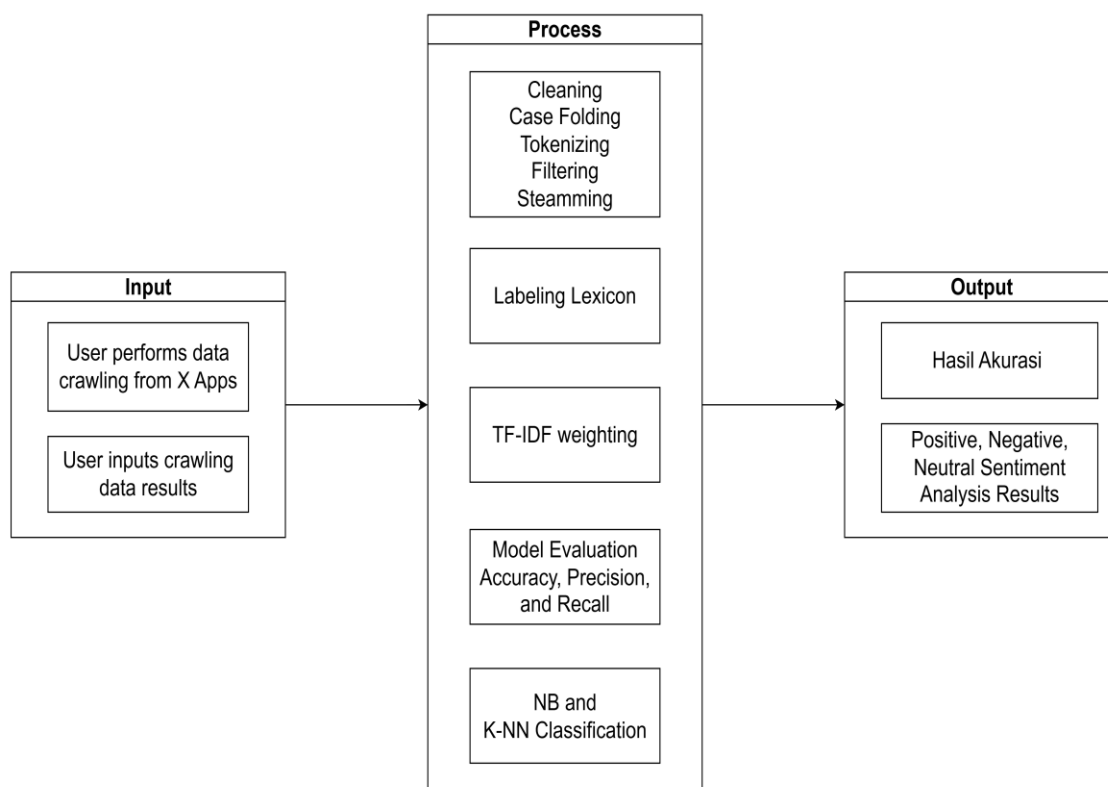 Input
User performs data
crawling from X Apps
User inputs crawling
data results
Process
Cleaning
Case Folding
Tokenizing
Filtering
Steamming
Labeling Lexicon
TF-IDF weighting
Model Evaluation
Accuracy, Precision,
and Recall
NB and
K-NN Classification
Output
Hasil Akurasi
Positive, Negative,
Neutral Sentiment
Analysis Results